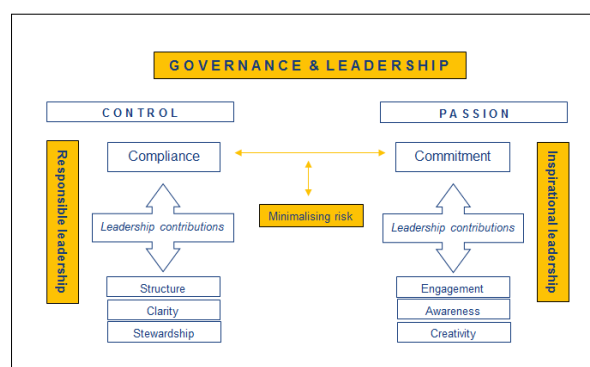 GOVERNANCE & LEADERSHIP
CONTROL
PASSION
Responsible leadership
Compliance
Commitment
Inspirational leadership
Leadership contributions
Minimalising risk
Leadership contributions
Structure
Engagement
Clarity
Awareness
Stewardship
Creativity